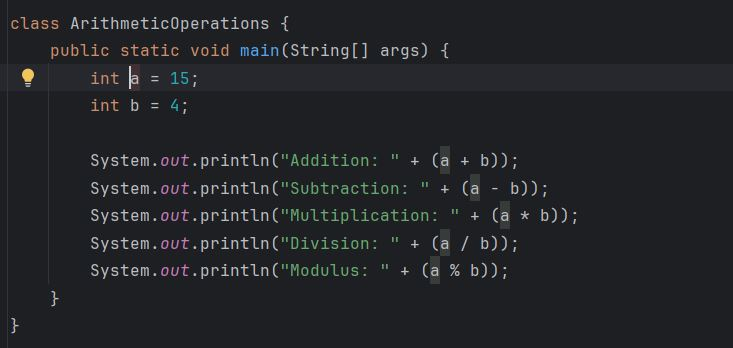 class ArithmeticOperations {
    public static void main(String[] args) {
        int a = 15;
        int b = 4;

        System.out.println("Addition: " + (a + b));
        System.out.println("Subtraction: " + (a - b));
        System.out.println("Multiplication: " + (a * b));
        System.out.println("Division: " + (a / b));
        System.out.println("Modulus: " + (a % b));
    }
}